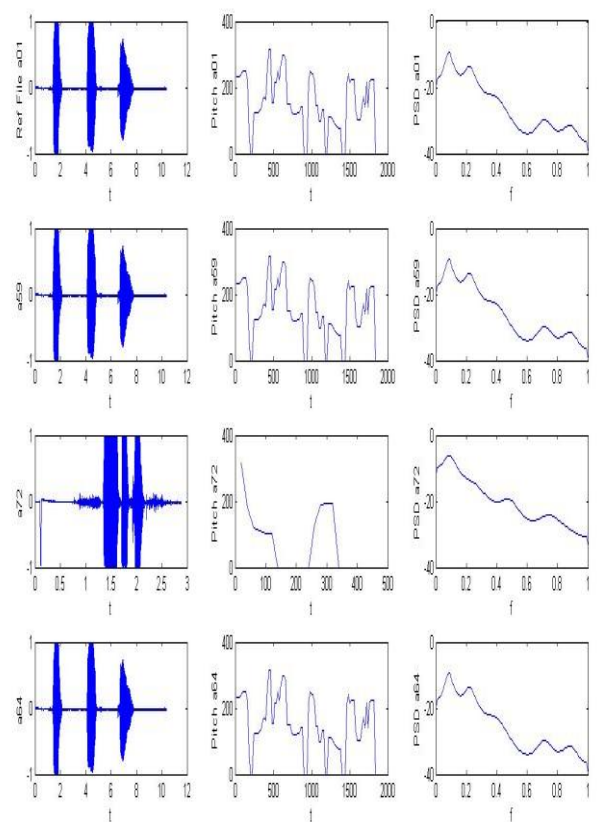 Ref File a01
1
0
-1
0 2 4 6 8 10 12
t
Pitch a01
400
200
0
0 500 1000 1500 2000
t
PSD a01
0
-20
-40
0 0.2 0.4 0.6 0.8 1
f
a59
1
0
-1
0 2 4 6 8 10 12
t
Pitch a59
400
200
0
0 500 1000 1500 2000
t
PSD a59
0
-20
-40
0 0.2 0.4 0.6 0.8 1
f
a72
1
0
-1
0 0.5 1 1.5 2 2.5 3
t
Pitch a72
400
200
0
0 100 200 300 400 500
t
PSD a72
0
-20
-40
0 0.2 0.4 0.6 0.8 1
f
a64
1
0
-1
0 2 4 6 8 10 12
t
Pitch a64
400
200
0
0 500 1000 1500 2000
t
PSD a64
0
-20
-40
0 0.2 0.4 0.6 0.8 1
f